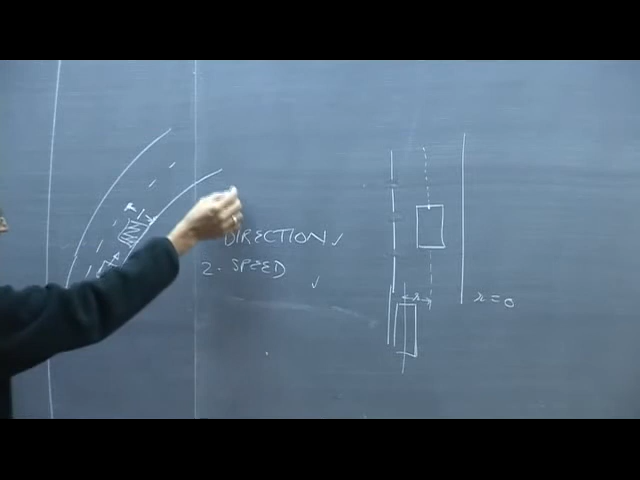 DIRECTION ✓
2. SPEED
✓
x
x = 0